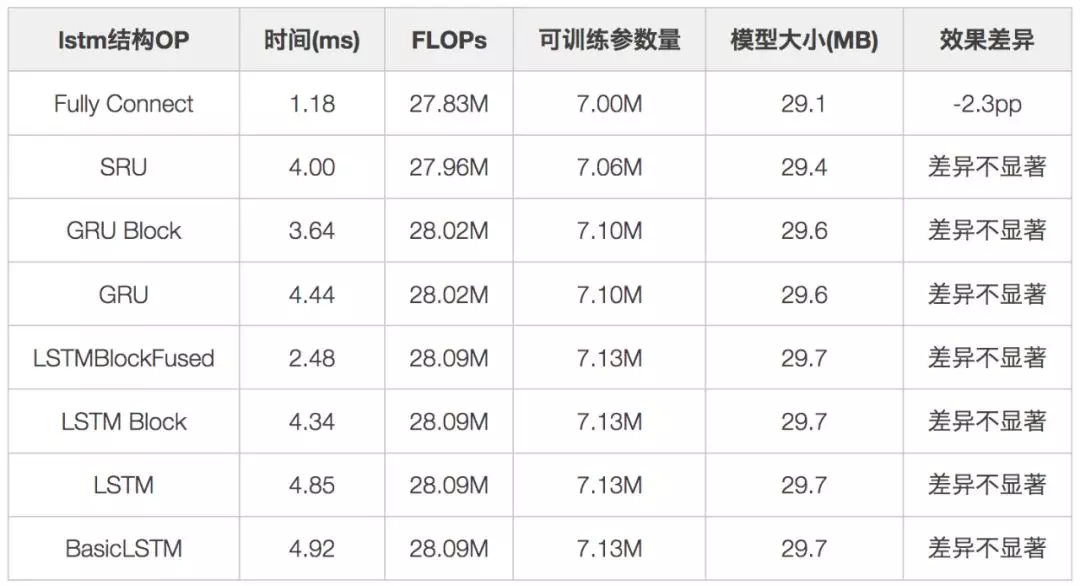 lstm结构OP 时间(ms) FLOPs 可训练参数量 模型大小(MB) 效果差异
Fully Connect 1.18 27.83M 7.00M 29.1 -2.3pp
SRU 4.00 27.96M 7.06M 29.4 差异不显著
GRU Block 3.64 28.02M 7.10M 29.6 差异不显著
GRU 4.44 28.02M 7.10M 29.6 差异不显著
LSTMBlockFused 2.48 28.09M 7.13M 29.7 差异不显著
LSTM Block 4.34 28.09M 7.13M 29.7 差异不显著
LSTM 4.85 28.09M 7.13M 29.7 差异不显著
BasicLSTM 4.92 28.09M 7.13M 29.7 差异不显著